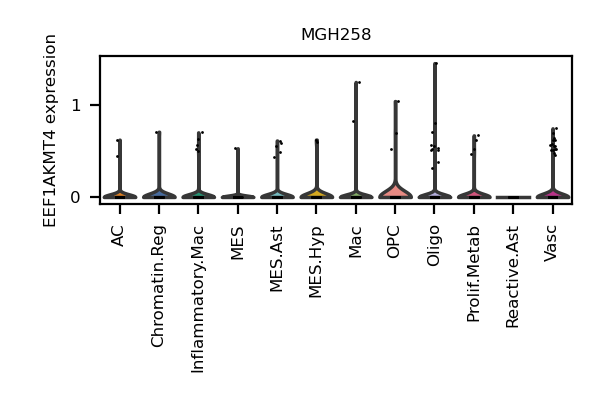 MGH258
EEF1AKMT4 expression
1
0
AC
Chromatin.Reg
Inflammatory.Mac
MES
MES.Ast
MES.Hyp
Mac
OPC
Oligo
Prolif.Metab
Reactive.Ast
Vasc